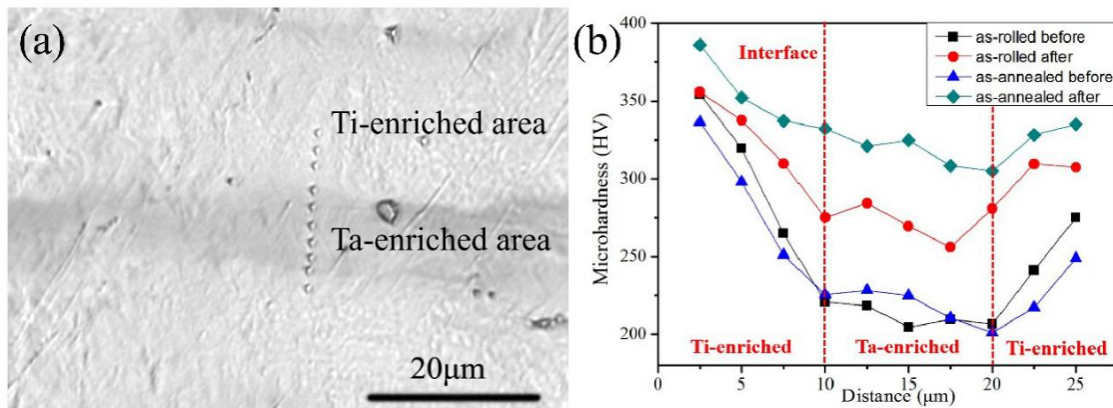 (a)
Ti-enriched area
Ta-enriched area
20μm
(b)
400
350
300
250
200
Microhardness (HV)
Interface
as-rolled before
as-rolled after
as-annealed before
as-annealed after
Ti-enriched
Ta-enriched
Ti-enriched
0
5
10
15
20
25
Distance (μm)